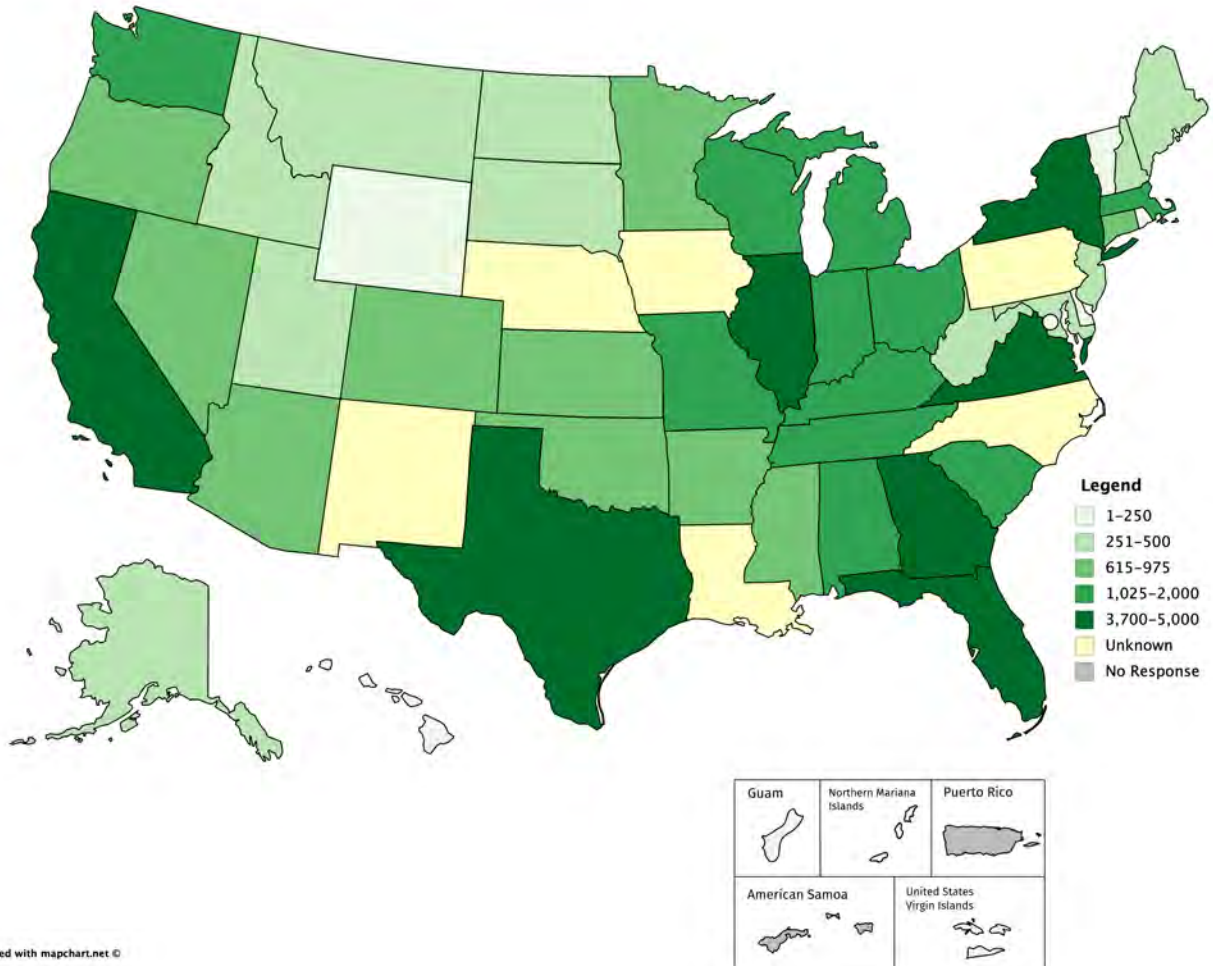 Legend
1–250
251–500
615–975
1,025–2,000
3,700–5,000
Unknown
No Response
Guam
Northern Mariana
Islands
Puerto Rico
American Samoa
United States
Virgin Islands
ed with mapchart.net ©